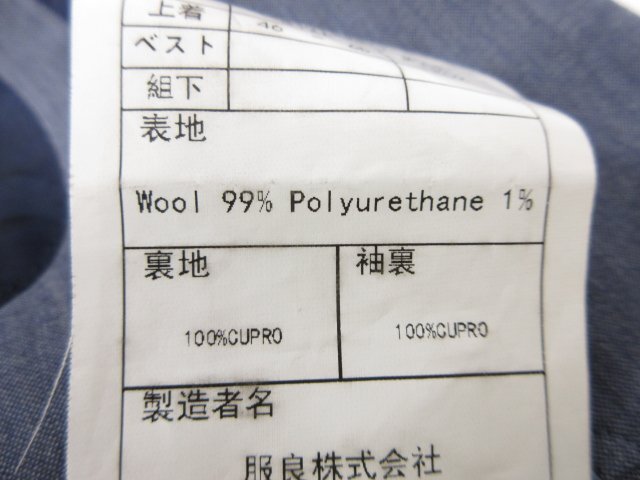 上着 46
ベスト
組下
表地
Wool 99% Polyurethane 1%
裏地 袖裏
100%CUPRO 100%CUPRO
製造者名
服良株式会社